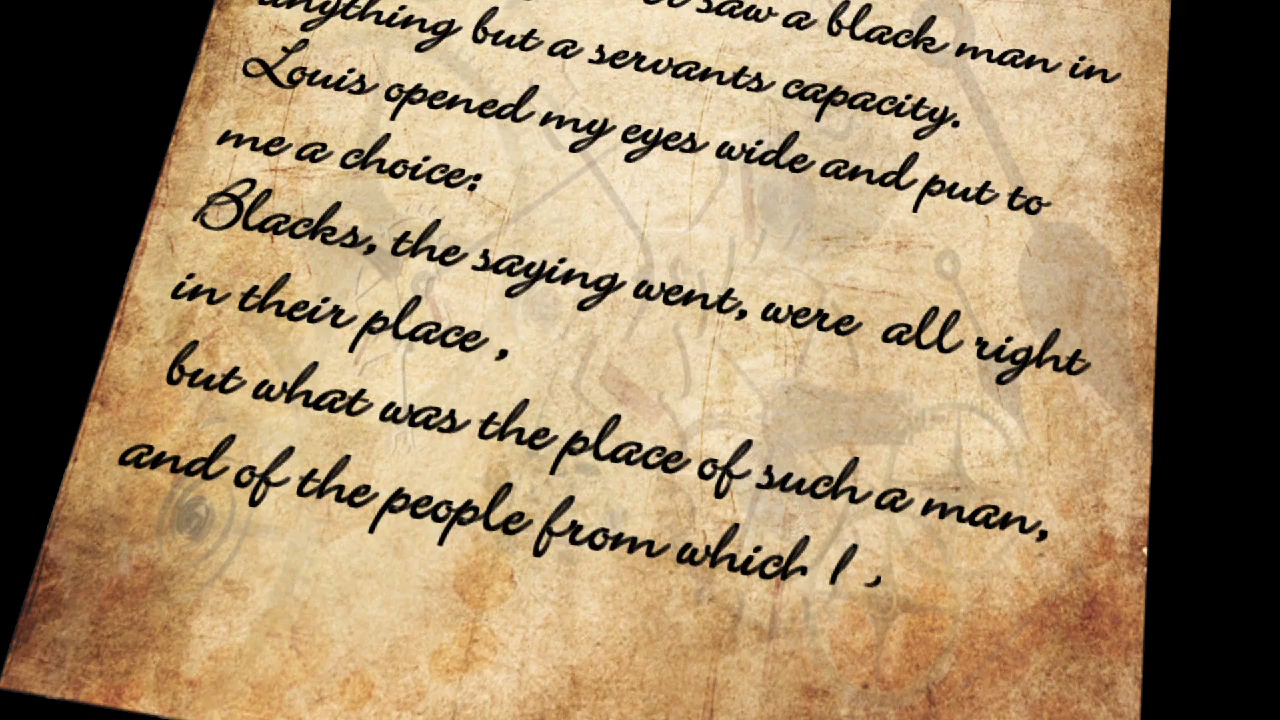 saw a black man in
anything but a servants capacity.
Louis opened my eyes wide and put to
me a choice:
Blacks, the saying went, were all right
in their place ,
but what was the place of such a man,
and of the people from which I ,